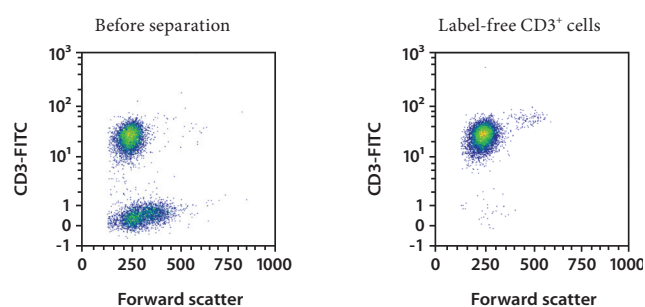 Before separation
10³
10²
10¹
1
0
-1
CD3-FITC
0 250 500 750 1000
Forward scatter
Label-free CD3⁺ cells
10³
10²
10¹
1
0
-1
CD3-FITC
0 250 500 750 1000
Forward scatter